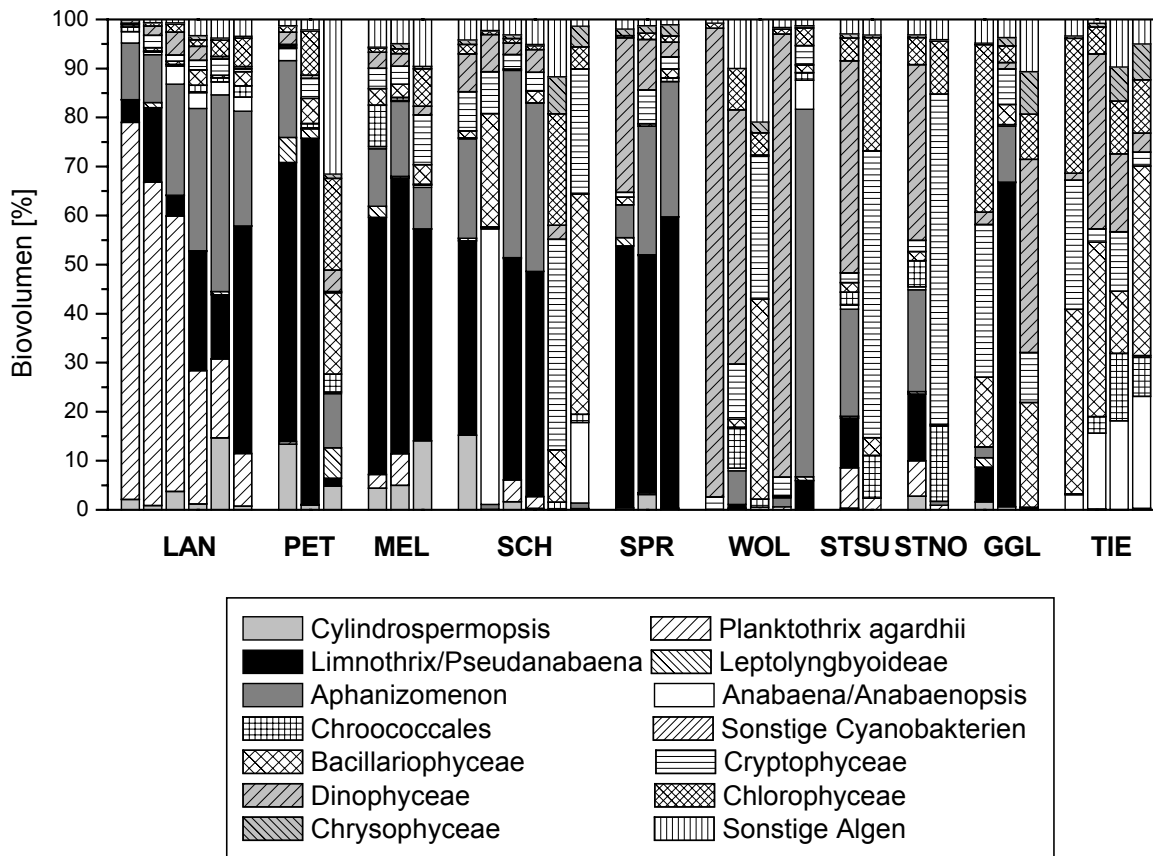 Biovolumen [%]
100
90
80
70
60
50
40
30
20
10
0
LAN PET MEL SCH SPR WOL STSU STNO GGL TIE
Cylindrospermopsis Planktothrix agardhii
Limnothrix/Pseudanabaena Leptolyngbyoideae
Aphanizomenon Anabaena/Anabaenopsis
Chroococcales Sonstige Cyanobakterien
Bacillariophyceae Cryptophyceae
Dinophyceae Chlorophyceae
Chrysophyceae Sonstige Algen